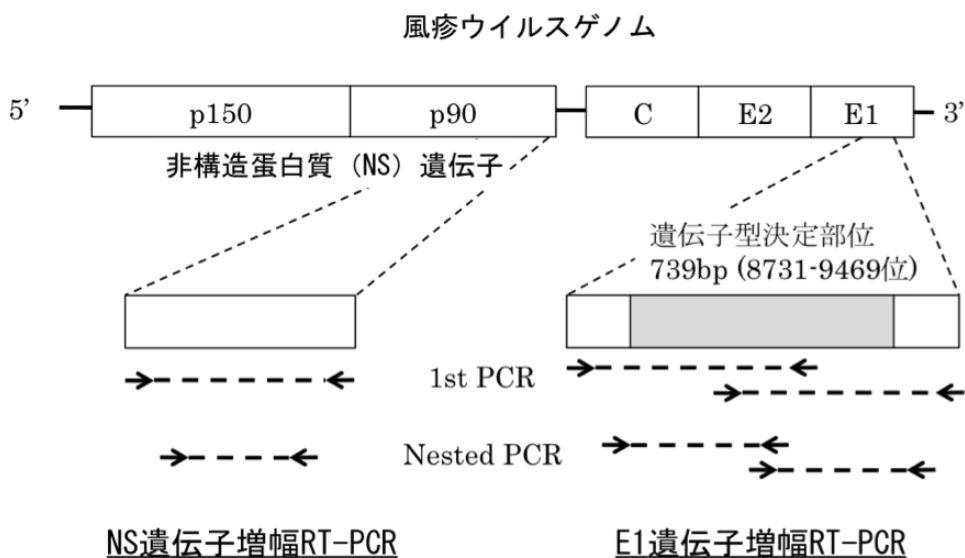 風疹ウイルスゲノム
5’ p150 p90 C E2 E1 3’
非構造蛋白質（NS）遺伝子
遺伝子型決定部位
739bp (8731-9469位)
1st PCR
Nested PCR
NS遺伝子増幅RT-PCR E1遺伝子増幅RT-PCR